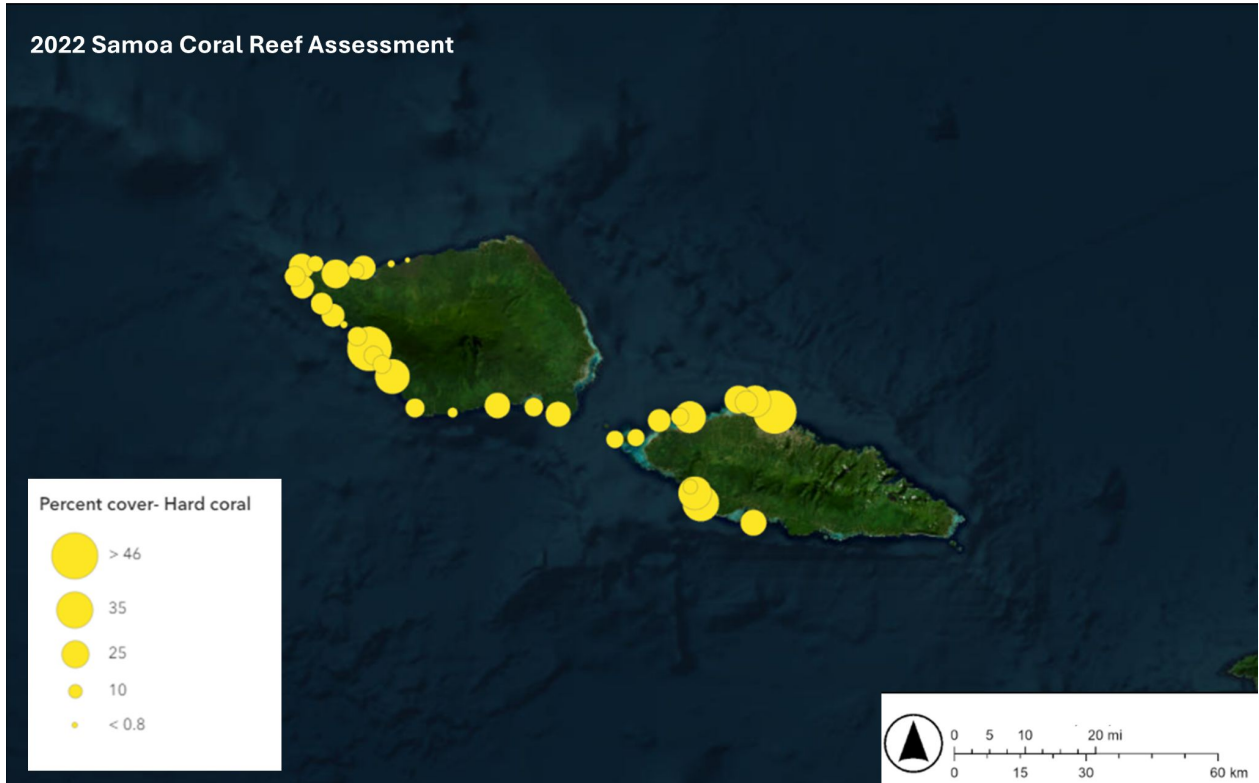 2022 Samoa Coral Reef Assessment
Percent cover- Hard coral
> 46
35
25
10
< 0.8
0 5 10 20 mi
0 15 30 60 km